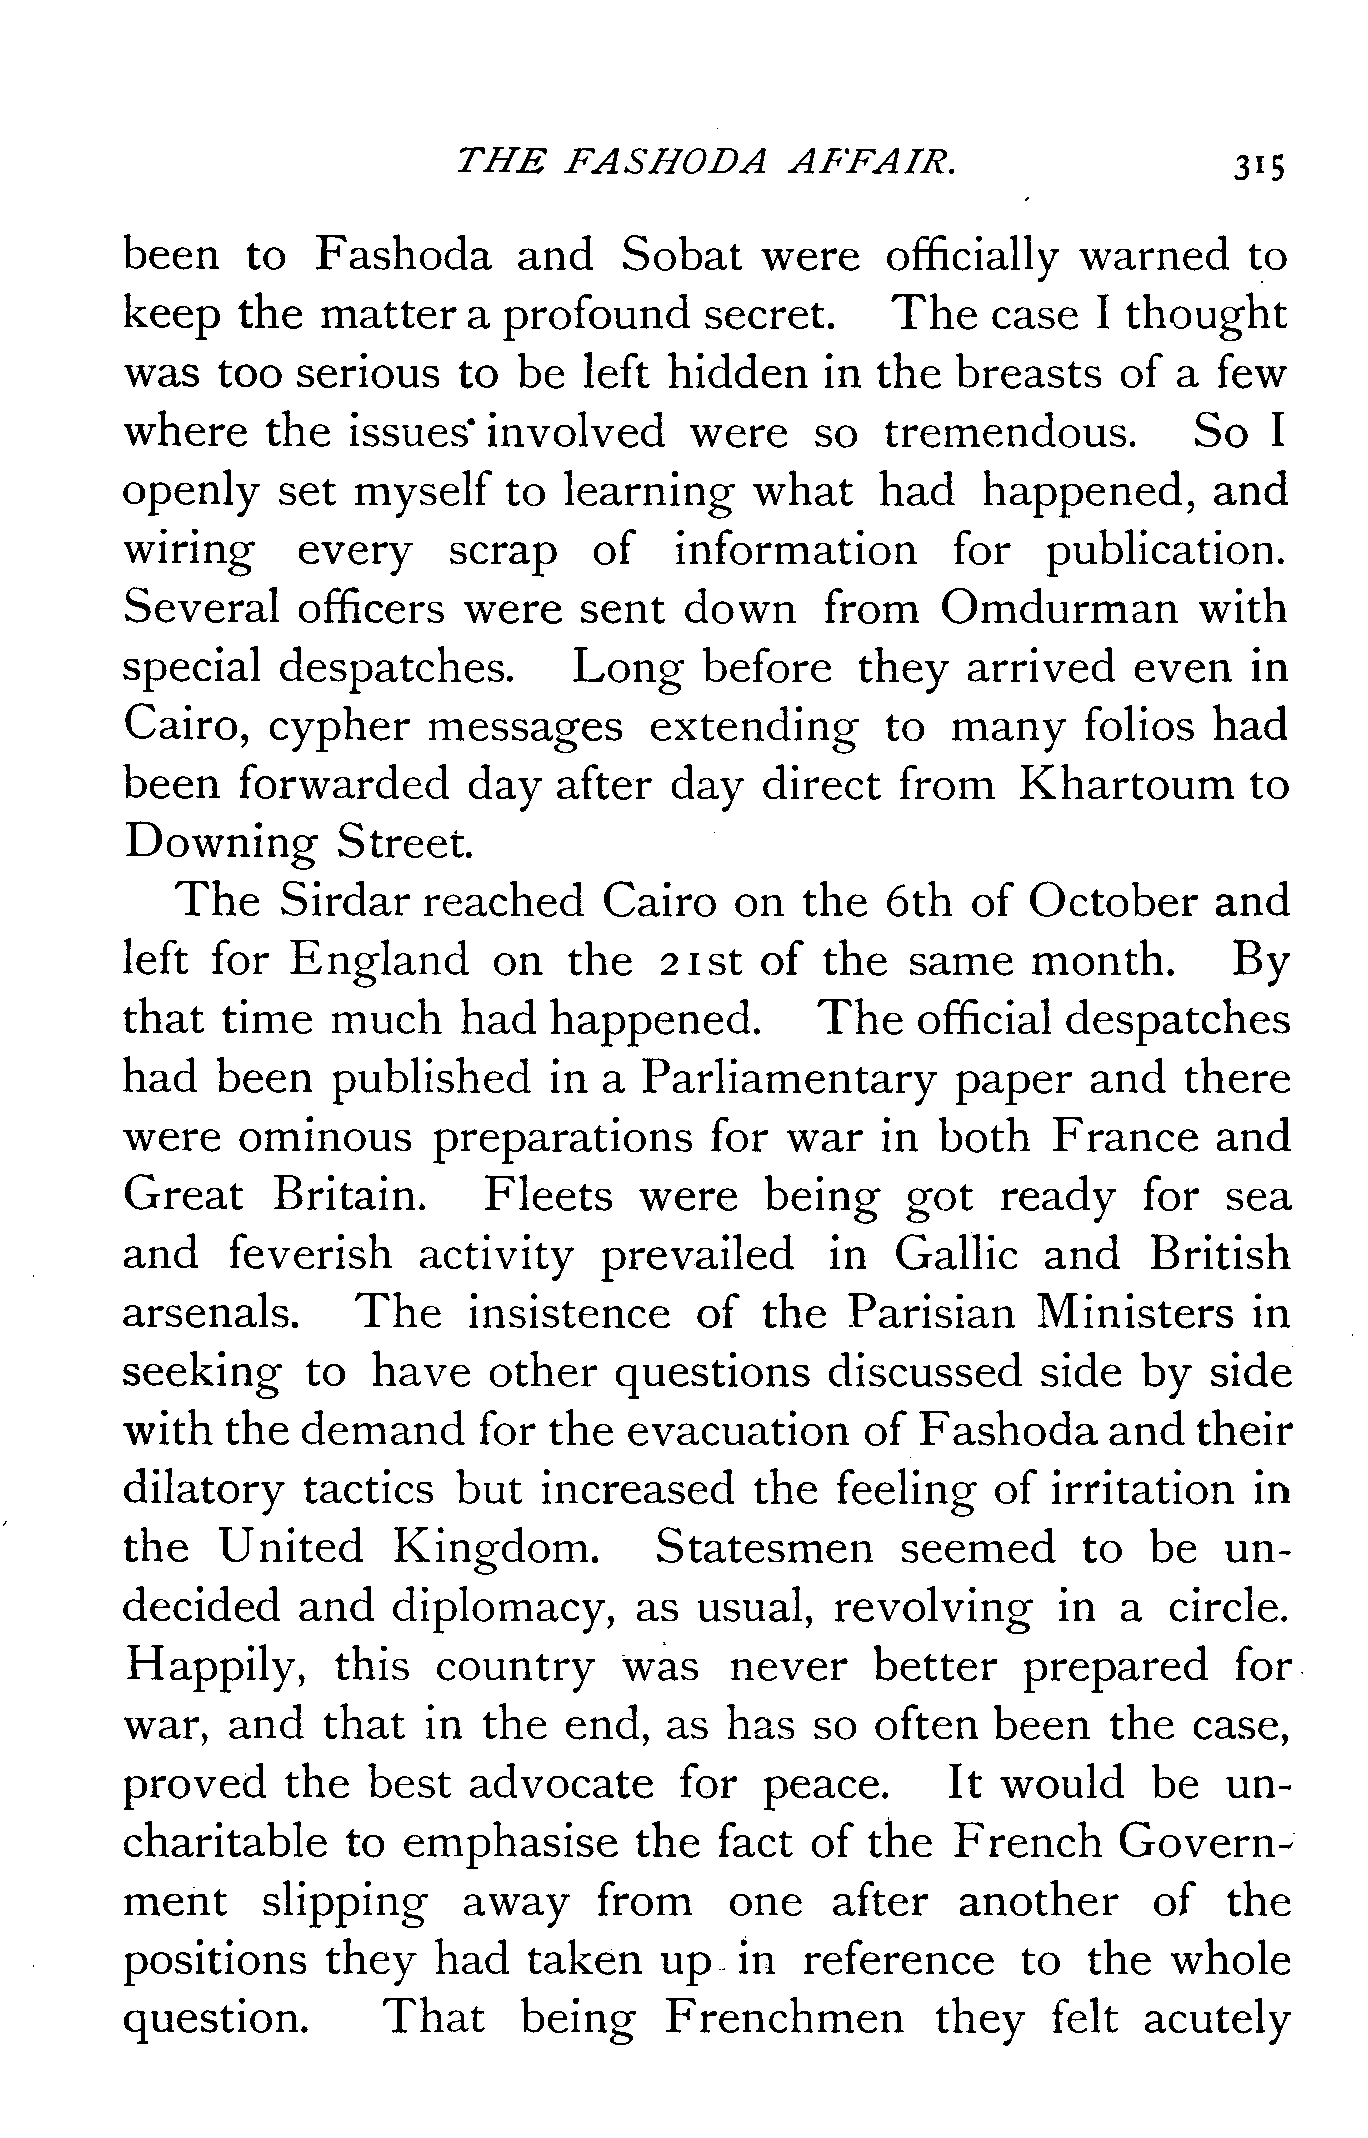 THE FASHODA AFFAIR. 315
been to Fashoda and Sobat were officially warned to
keep the matter a profound secret. The case I thought
was too serious to be left hidden in the breasts of a few
where the issues involved were so tremendous. So I
openly set myself to learning what had happened, and
wiring every scrap of information for publication.
Several officers were sent down from Omdurman with
special despatches. Long before they arrived even in
Cairo, cypher messages extending to many folios had
been forwarded day after day direct from Khartoum to
Downing Street.
The Sirdar reached Cairo on the 6th of October and
left for England on the 21st of the same month. By
that time much had happened. The official despatches
had been published in a Parliamentary paper and there
were ominous preparations for war in both France and
Great Britain. Fleets were being got ready for sea
and feverish activity prevailed in Gallic and British
arsenals. The insistence of the Parisian Ministers in
seeking to have other questions discussed side by side
with the demand for the evacuation of Fashoda and their
dilatory tactics but increased the feeling of irritation in
the United Kingdom. Statesmen seemed to be un-
decided and diplomacy, as usual, revolving in a circle.
Happily, this country was never better prepared for
war, and that in the end, as has so often been the case,
proved the best advocate for peace. It would be un-
charitable to emphasise the fact of the French Govern-
ment slipping away from one after another of the
positions they had taken up in reference to the whole
question. That being Frenchmen they felt acutely